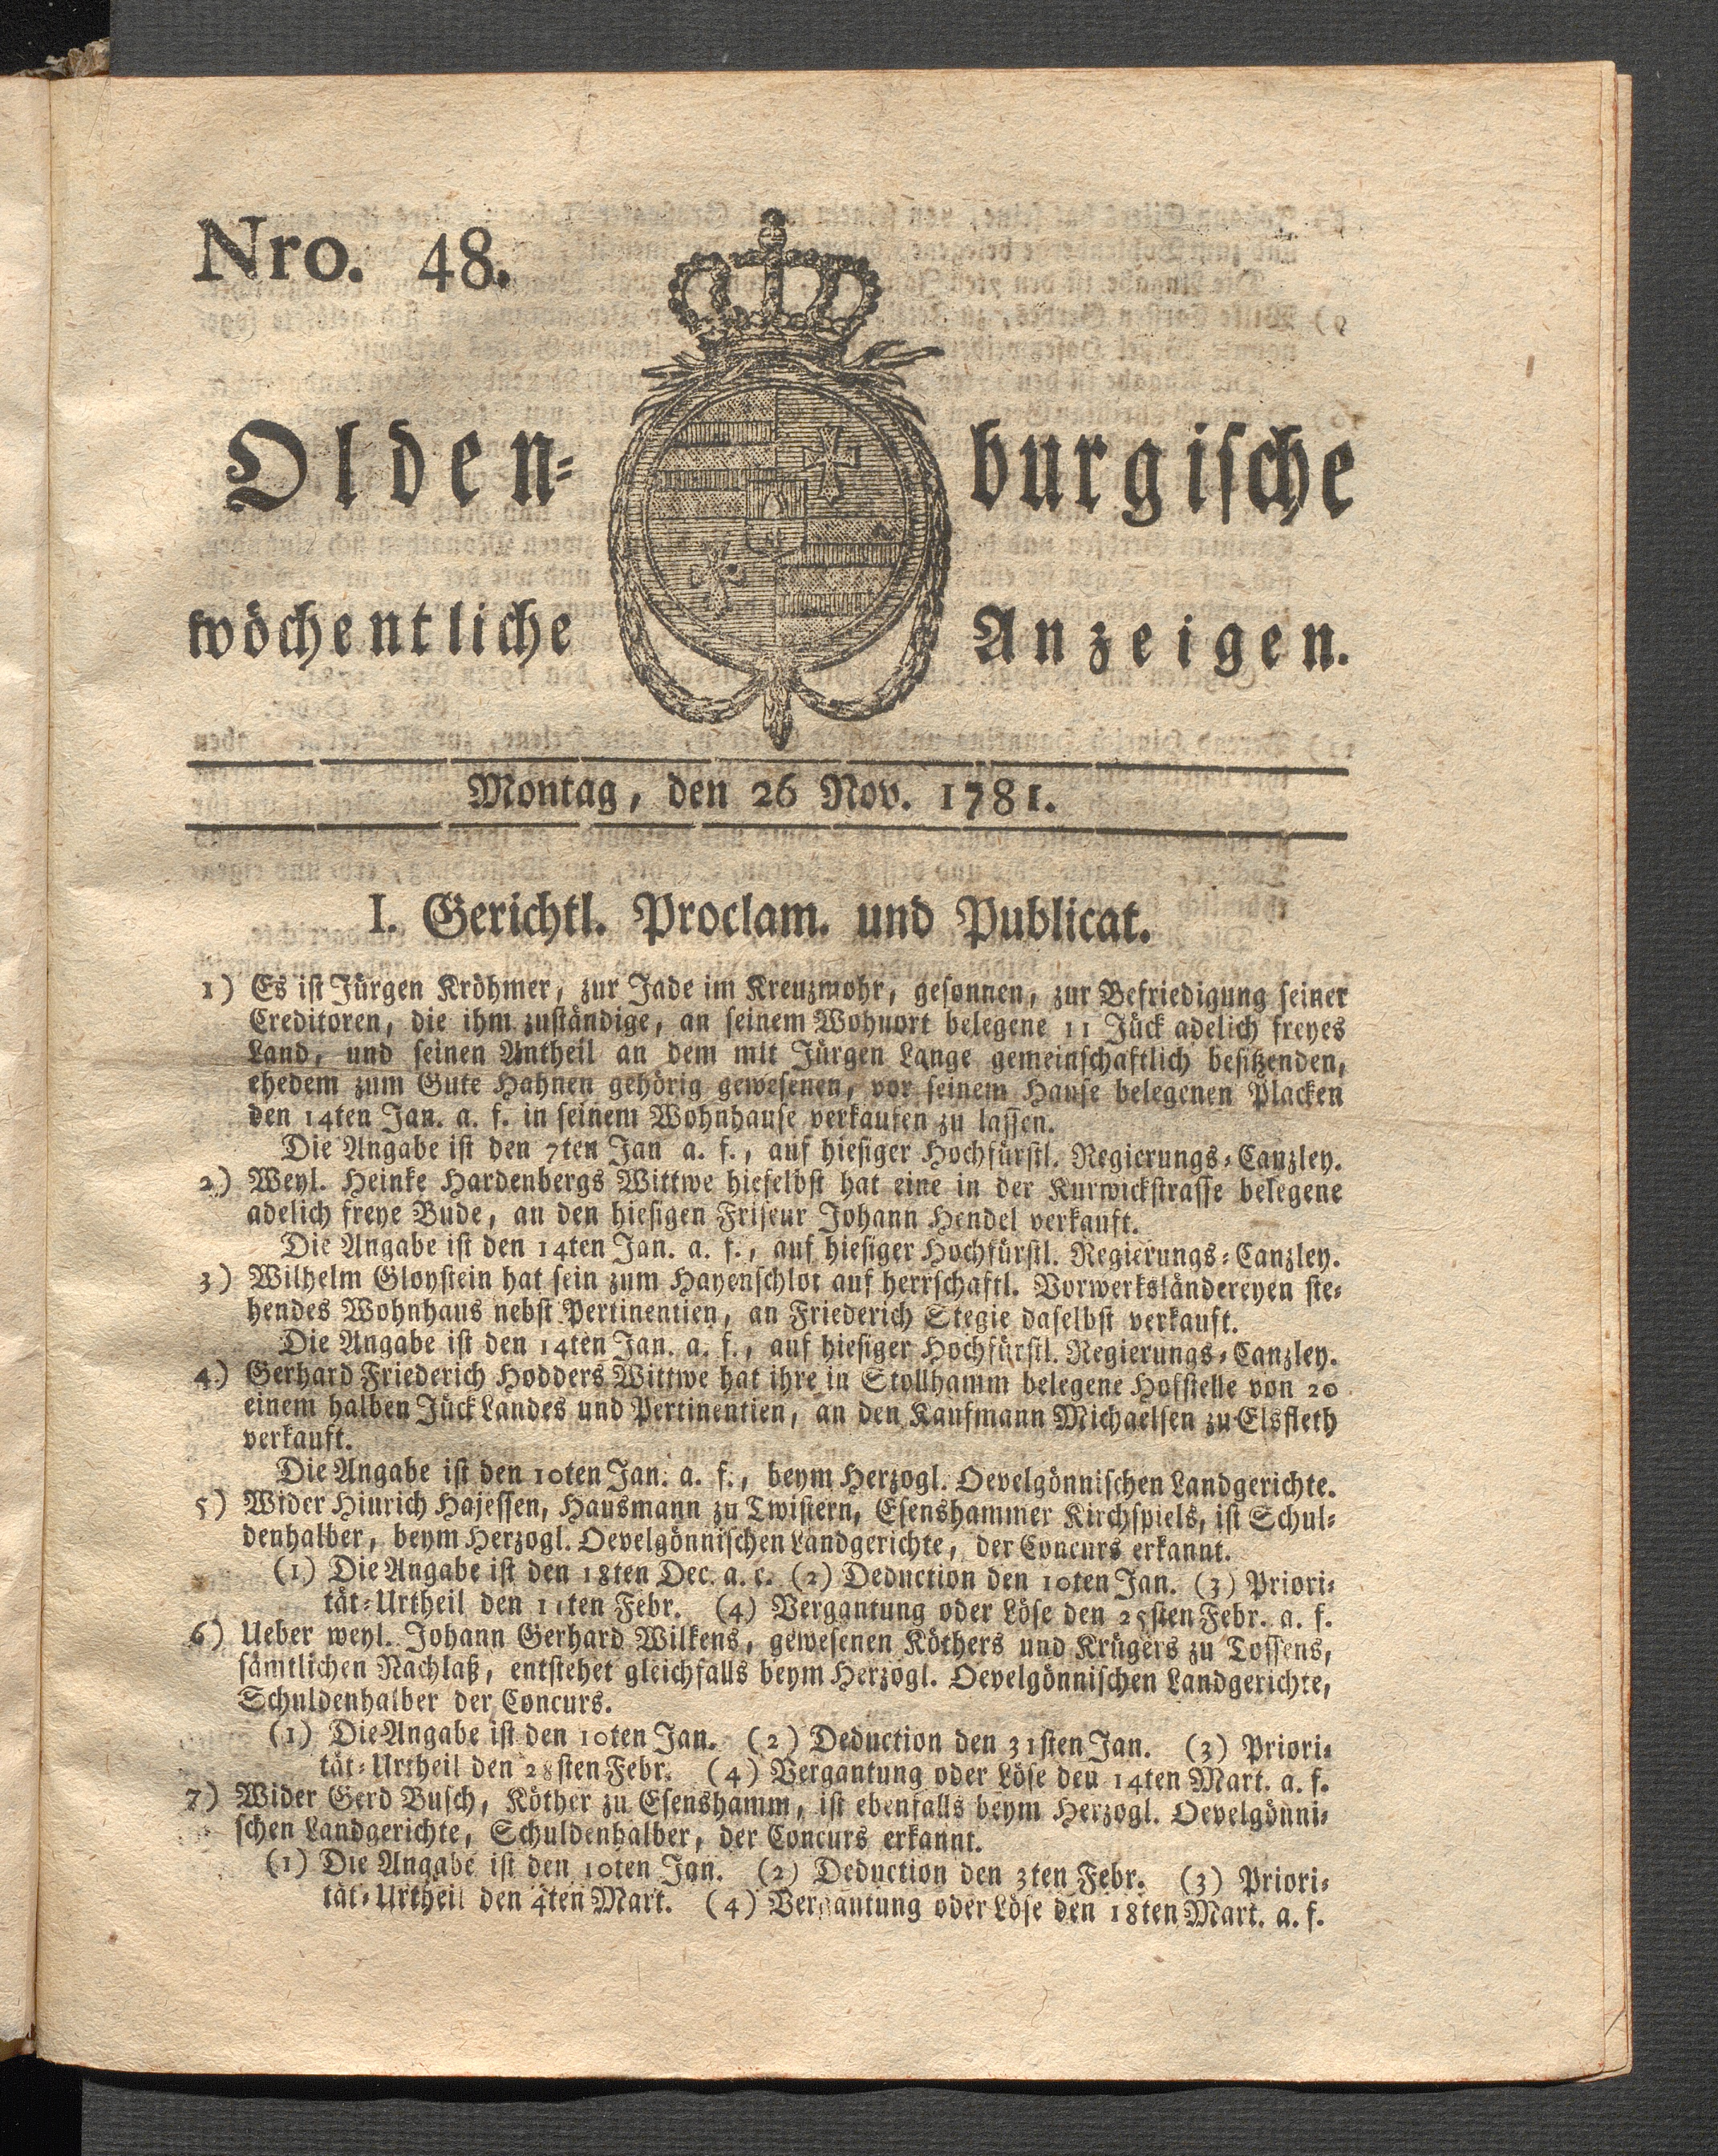 Nro. 48.
Olden= burgische
wöchentliche Anzeigen.
Montag, den 26 Nov. 1781.
I. Gerichtl. Proclam. und Publicat.
1) Es ist Jürgen Kröhmer, zur Jade im Kreuzmohr, gesonnen, zur Befriedigung seiner
Creditoren, die ihm zuständige, an seinem Wohnort belegene 11 Jück adelich freyes
Land, und seinen Antheil an dem mit Jürgen Lange gemeinschaftlich besitzenden,
ehedem zum Gute Hahnen gehörig gewesenen, vor seinem Hause belegenen Placken
den 14ten Jan. a. f. in seinem Wohnhause verkaufen zu lassen.
Die Angabe ist den 7ten Jan a. f., auf hiesiger Hochfürstl. Regierungs=Canzley.
2) Weyl. Heinke Hardenbergs Wittwe hieselbst hat eine in der Kurwickstrasse belegene
adelich freye Bude, an den hiesigen Friseur Johann Hendel verkauft.
Die Angabe ist den 14ten Jan. a. f., auf hiesiger Hochfürstl. Regierungs=Canzley.
3) Wilhelm Gloystein hat sein zum Hayenschlot auf herrschaftl. Vorwerksländereyen ste=
hendes Wohnhaus nebst Pertinentien, an Friederich Stegie daselbst verkauft.
Die Angabe ist den 14ten Jan. a. f., auf hiesiger Hochfürstl. Regierungs=Canzley.
4) Gerhard Friederich Hodders Wittwe hat ihre in Stollhamm belegene Hofstelle von 20
einem halben Jück Landes und Pertinentien, an den Kaufmann Michaelsen zu Elsfleth
verkauft.
Die Angabe ist den 10ten Jan. a. f., beym Herzogl. Oevelgönnischen Landgerichte.
5) Wider Hinrich Hajessen, Hausmann zu Twistern, Esenshammer Kirchspiels, ist Schul=
denhalber, beym Herzogl. Oevelgönnischen Landgerichte, der Concurs erkannt.
(1) Die Angabe ist den 18ten Dec. a. c. (2) Deduction den 10ten Jan. (3) Priori=
tät=Urtheil den 11ten Febr. (4) Vergantung oder Löse den 25sten Febr. a. f.
6) Ueber weyl. Johann Gerhard Wilkens, gewesenen Köthers und Krügers zu Tossens,
sämtlichen Nachlaß, entstehet gleichfalls beym Herzogl. Oevelgönnischen Landgerichte,
Schuldenhalber der Concurs.
(1) Die Angabe ist den 10ten Jan. (2) Deduction den 31sten Jan. (3) Priori=
tät=Urtheil den 28sten Febr. (4) Vergantung oder Löse den 14ten Mart. a. f.
7) Wider Gerd Busch, Köther zu Esenshamm, ist ebenfalls beym Herzogl. Oevelgönni=
schen Landgerichte, Schuldenhalber, der Concurs erkannt.
(1) Die Angabe ist den 10ten Jan. (2) Deduction den 3ten Febr. (3) Priori=
tät=Urtheil den 4ten Mart. (4) Vergantung oder Löse den 18ten Mart. a. f.